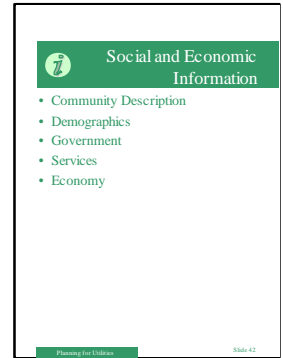 Social and Economic
Information
• Community Description
• Demographics
• Government
• Services
• Economy
Planning for Utilities
Slide 42